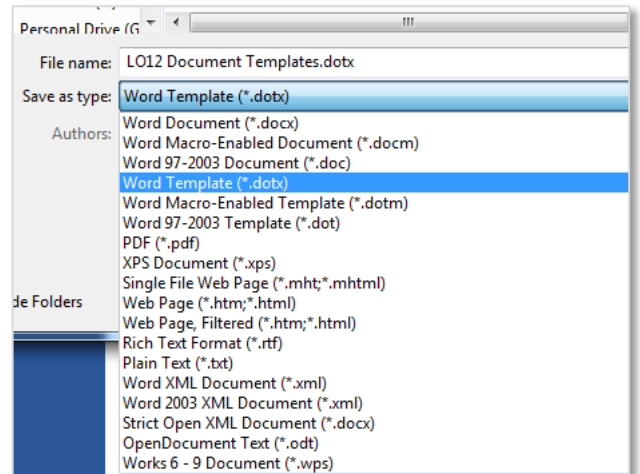 Personal Drive (G
File name: LO12 Document Templates.dotx
Save as type: Word Template (*.dotx)
Authors:
Word Document (*.docx)
Word Macro-Enabled Document (*.docm)
Word 97-2003 Document (*.doc)
Word Template (*.dotx)
Word Macro-Enabled Template (*.dotm)
Word 97-2003 Template (*.dot)
PDF (*.pdf)
XPS Document (*.xps)
Single File Web Page (*.mht;*.mhtml)
de Folders
Web Page (*.htm;*.html)
Web Page, Filtered (*.htm;*.html)
Rich Text Format (*.rtf)
Plain Text (*.txt)
Word XML Document (*.xml)
Word 2003 XML Document (*.xml)
Strict Open XML Document (*.docx)
OpenDocument Text (*.odt)
Works 6 - 9 Document (*.wps)